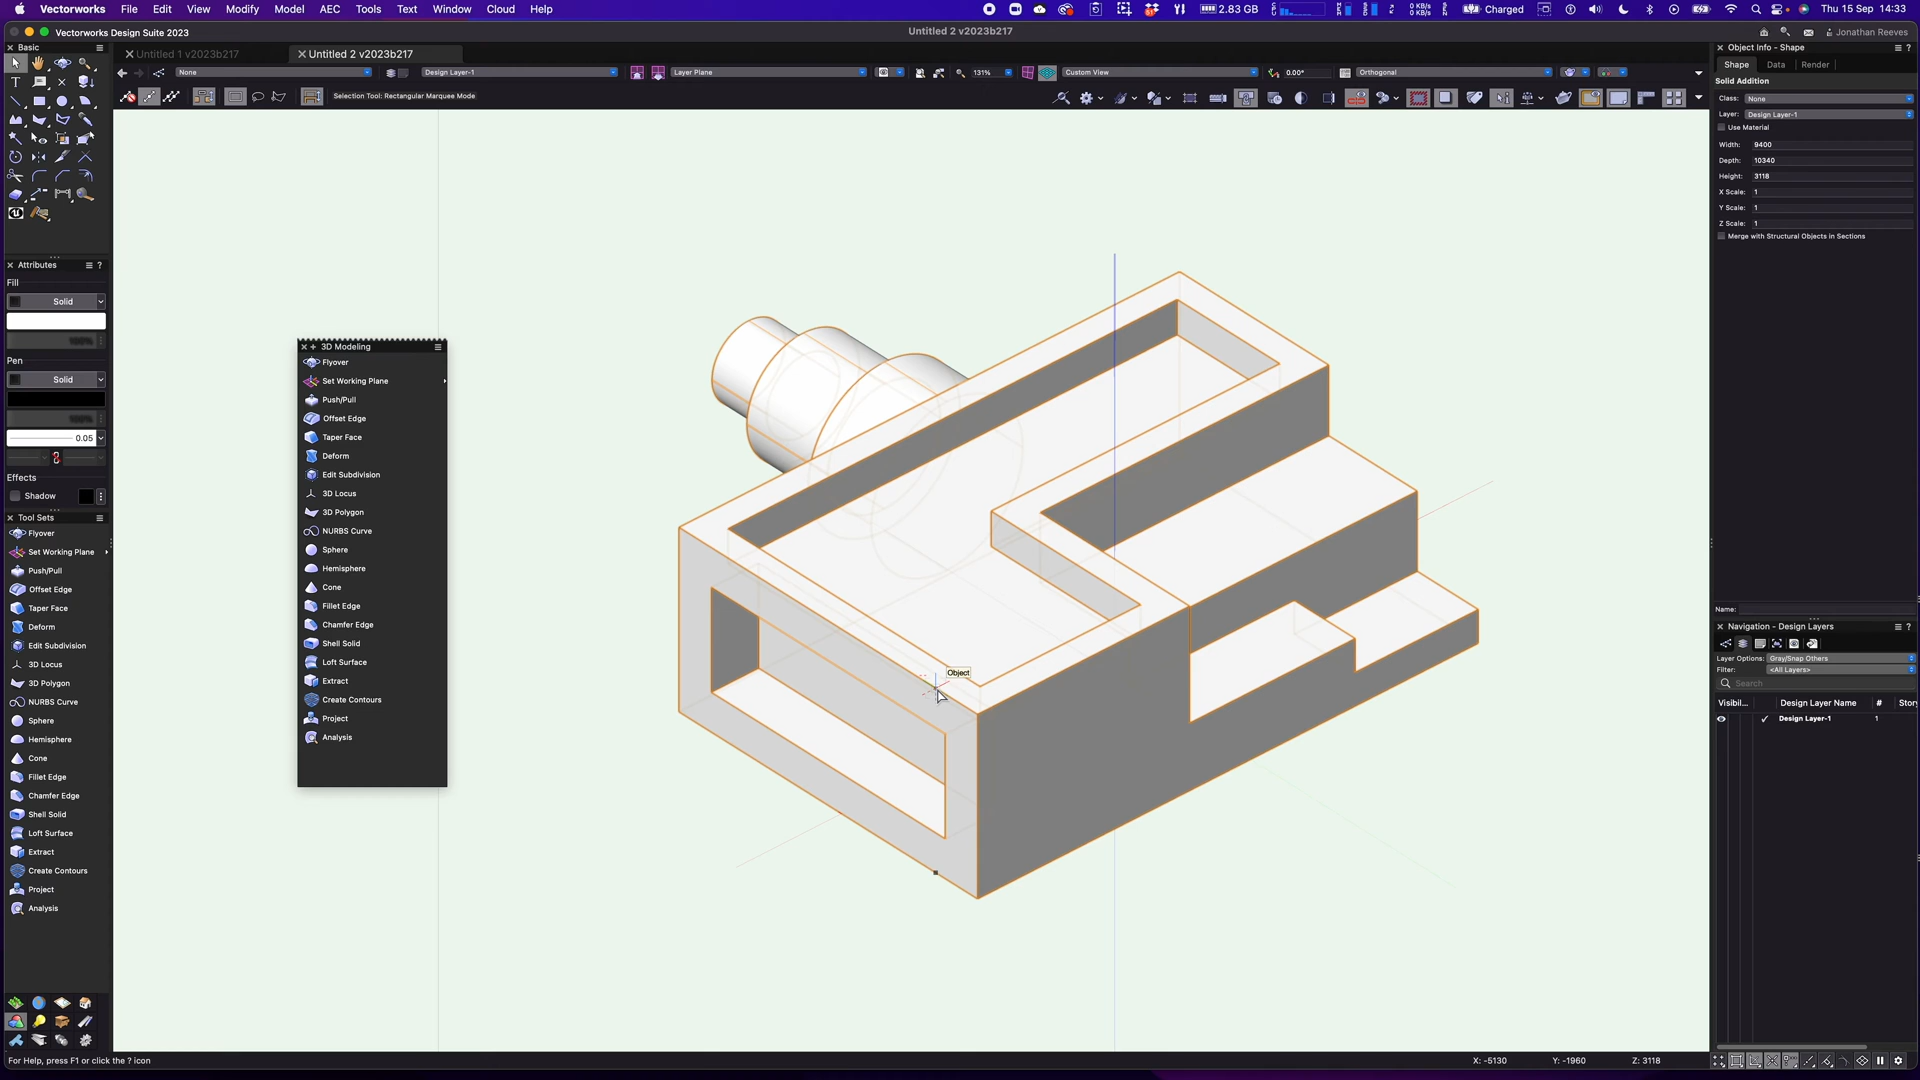 Vectorworks File Edit View Modify Model AEC Tools Text Window Cloud Help 2.83 GB 0 KB/s 0 KB/s Charged Thu 15 Sep 14:33
Vectorworks Design Suite 2023 Untitled 2 v2023b217 Jonathan Reeves
Basic
Untitled 1 v2023b217 Untitled 2 v2023b217
None Design Layer-1 Layer Plane 131% Custom View 0.00° Orthogonal
Selection Tool: Rectangular Marquee Mode
Attributes
Fill
Solid
100%
Pen
Solid
100%
0.05
Effects
Shadow
Tool Sets
Flyover
Set Working Plane
Push/Pull
Offset Edge
Taper Face
Deform
Edit Subdivision
3D Locus
3D Polygon
NURBS Curve
Sphere
Hemisphere
Cone
Fillet Edge
Chamfer Edge
Shell Solid
Loft Surface
Extract
Create Contours
Project
Analysis
3D Modeling
Flyover
Set Working Plane
Push/Pull
Offset Edge
Taper Face
Deform
Edit Subdivision
3D Locus
3D Polygon
NURBS Curve
Sphere
Hemisphere
Cone
Fillet Edge
Chamfer Edge
Shell Solid
Loft Surface
Extract
Create Contours
Project
Analysis
Object
Object Info - Shape
Shape Data Render
Solid Addition
Class: None
Layer: Design Layer-1
Use Material
Width: 9400
Depth: 10340
Height: 3118
X Scale: 1
Y Scale: 1
Z Scale: 1
Merge with Structural Objects in Sections
Name:
Navigation - Design Layers
Layer Options: Gray/Snap Others
Filter: <All Layers>
Search
Visibil... Design Layer Name # Story
Design Layer-1 1
For Help, press F1 or click the ? icon
X: -5130 Y: -1960 Z: 3118